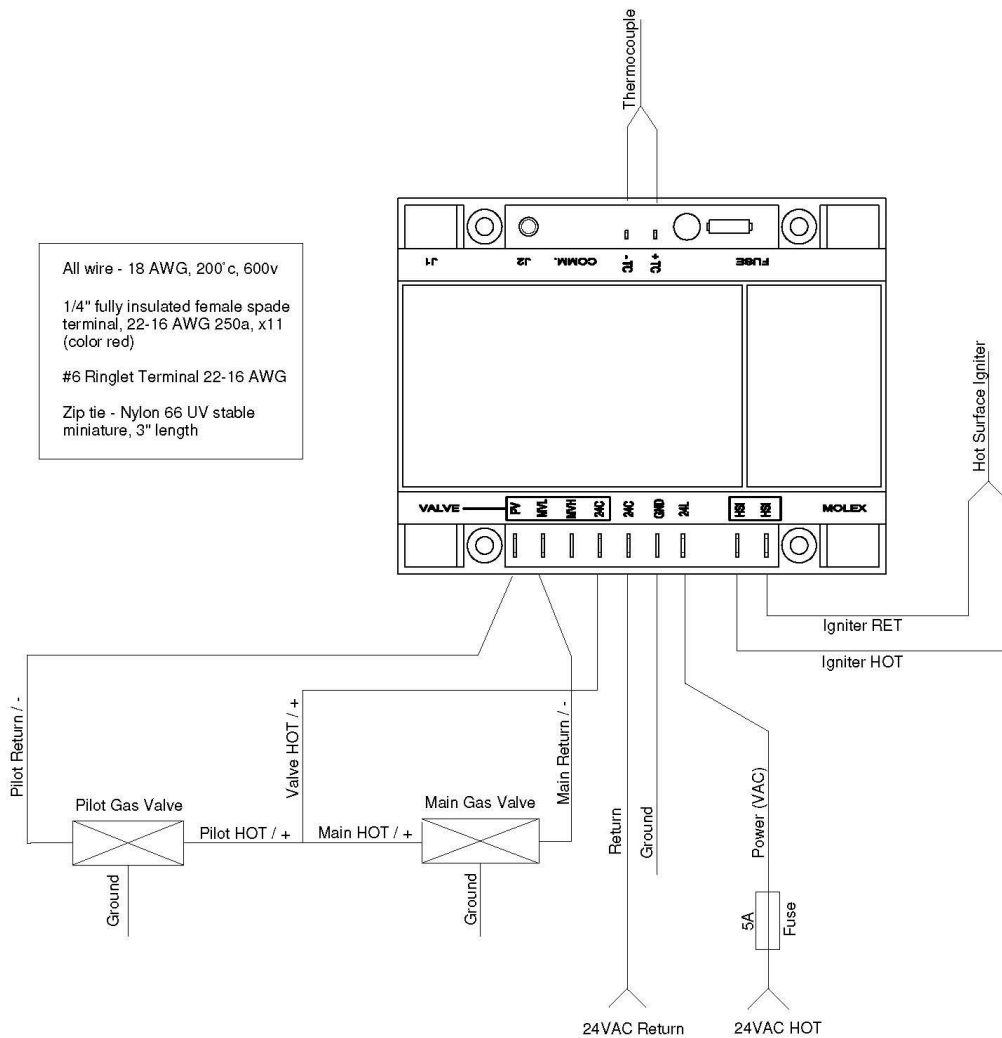 Thermocouple
J1
J2
COMM.
- TC
+ TC
FUSE
All wire - 18 AWG, 200°c, 600v
1/4" fully insulated female spade
terminal, 22-16 AWG 250a, x11
(color red)
#6 Ringlet Terminal 22-16 AWG
Zip tie - Nylon 66 UV stable
miniature, 3" length
Hot Surface Igniter
VALVE
PV
MVL
MVH
24C
24C
GND
24L
HSI
HSI
MOLEX
Igniter RET
Igniter HOT
Pilot Return / -
Valve HOT / +
Main Return / -
Pilot Gas Valve
Main Gas Valve
Pilot HOT / +
Main HOT / +
Return
Ground
Power (VAC)
Ground
Ground
5A
Fuse
24VAC Return
24VAC HOT